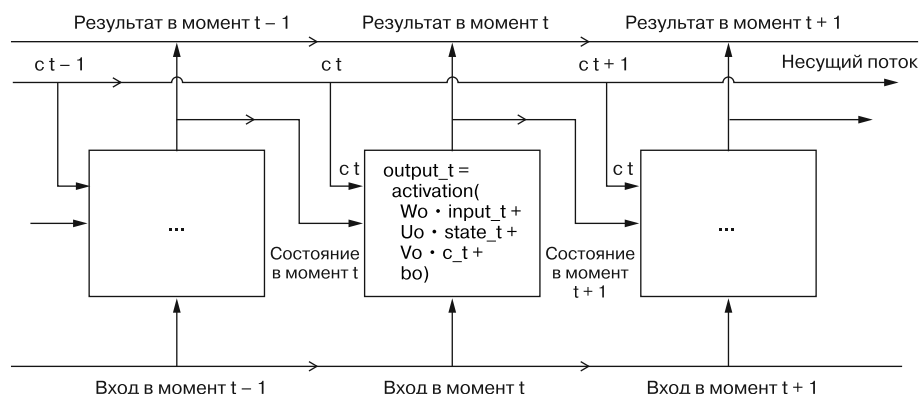 Результат в момент t – 1
Результат в момент t
Результат в момент t + 1
c t – 1
c t
c t + 1
Несущий поток
...
c t
output_t =
activation(
Wo • input_t +
Uo • state_t +
Vo • c_t +
bo)
c t
...
Состояние
в момент t
Состояние
в момент
t + 1
Вход в момент t – 1
Вход в момент t
Вход в момент t + 1